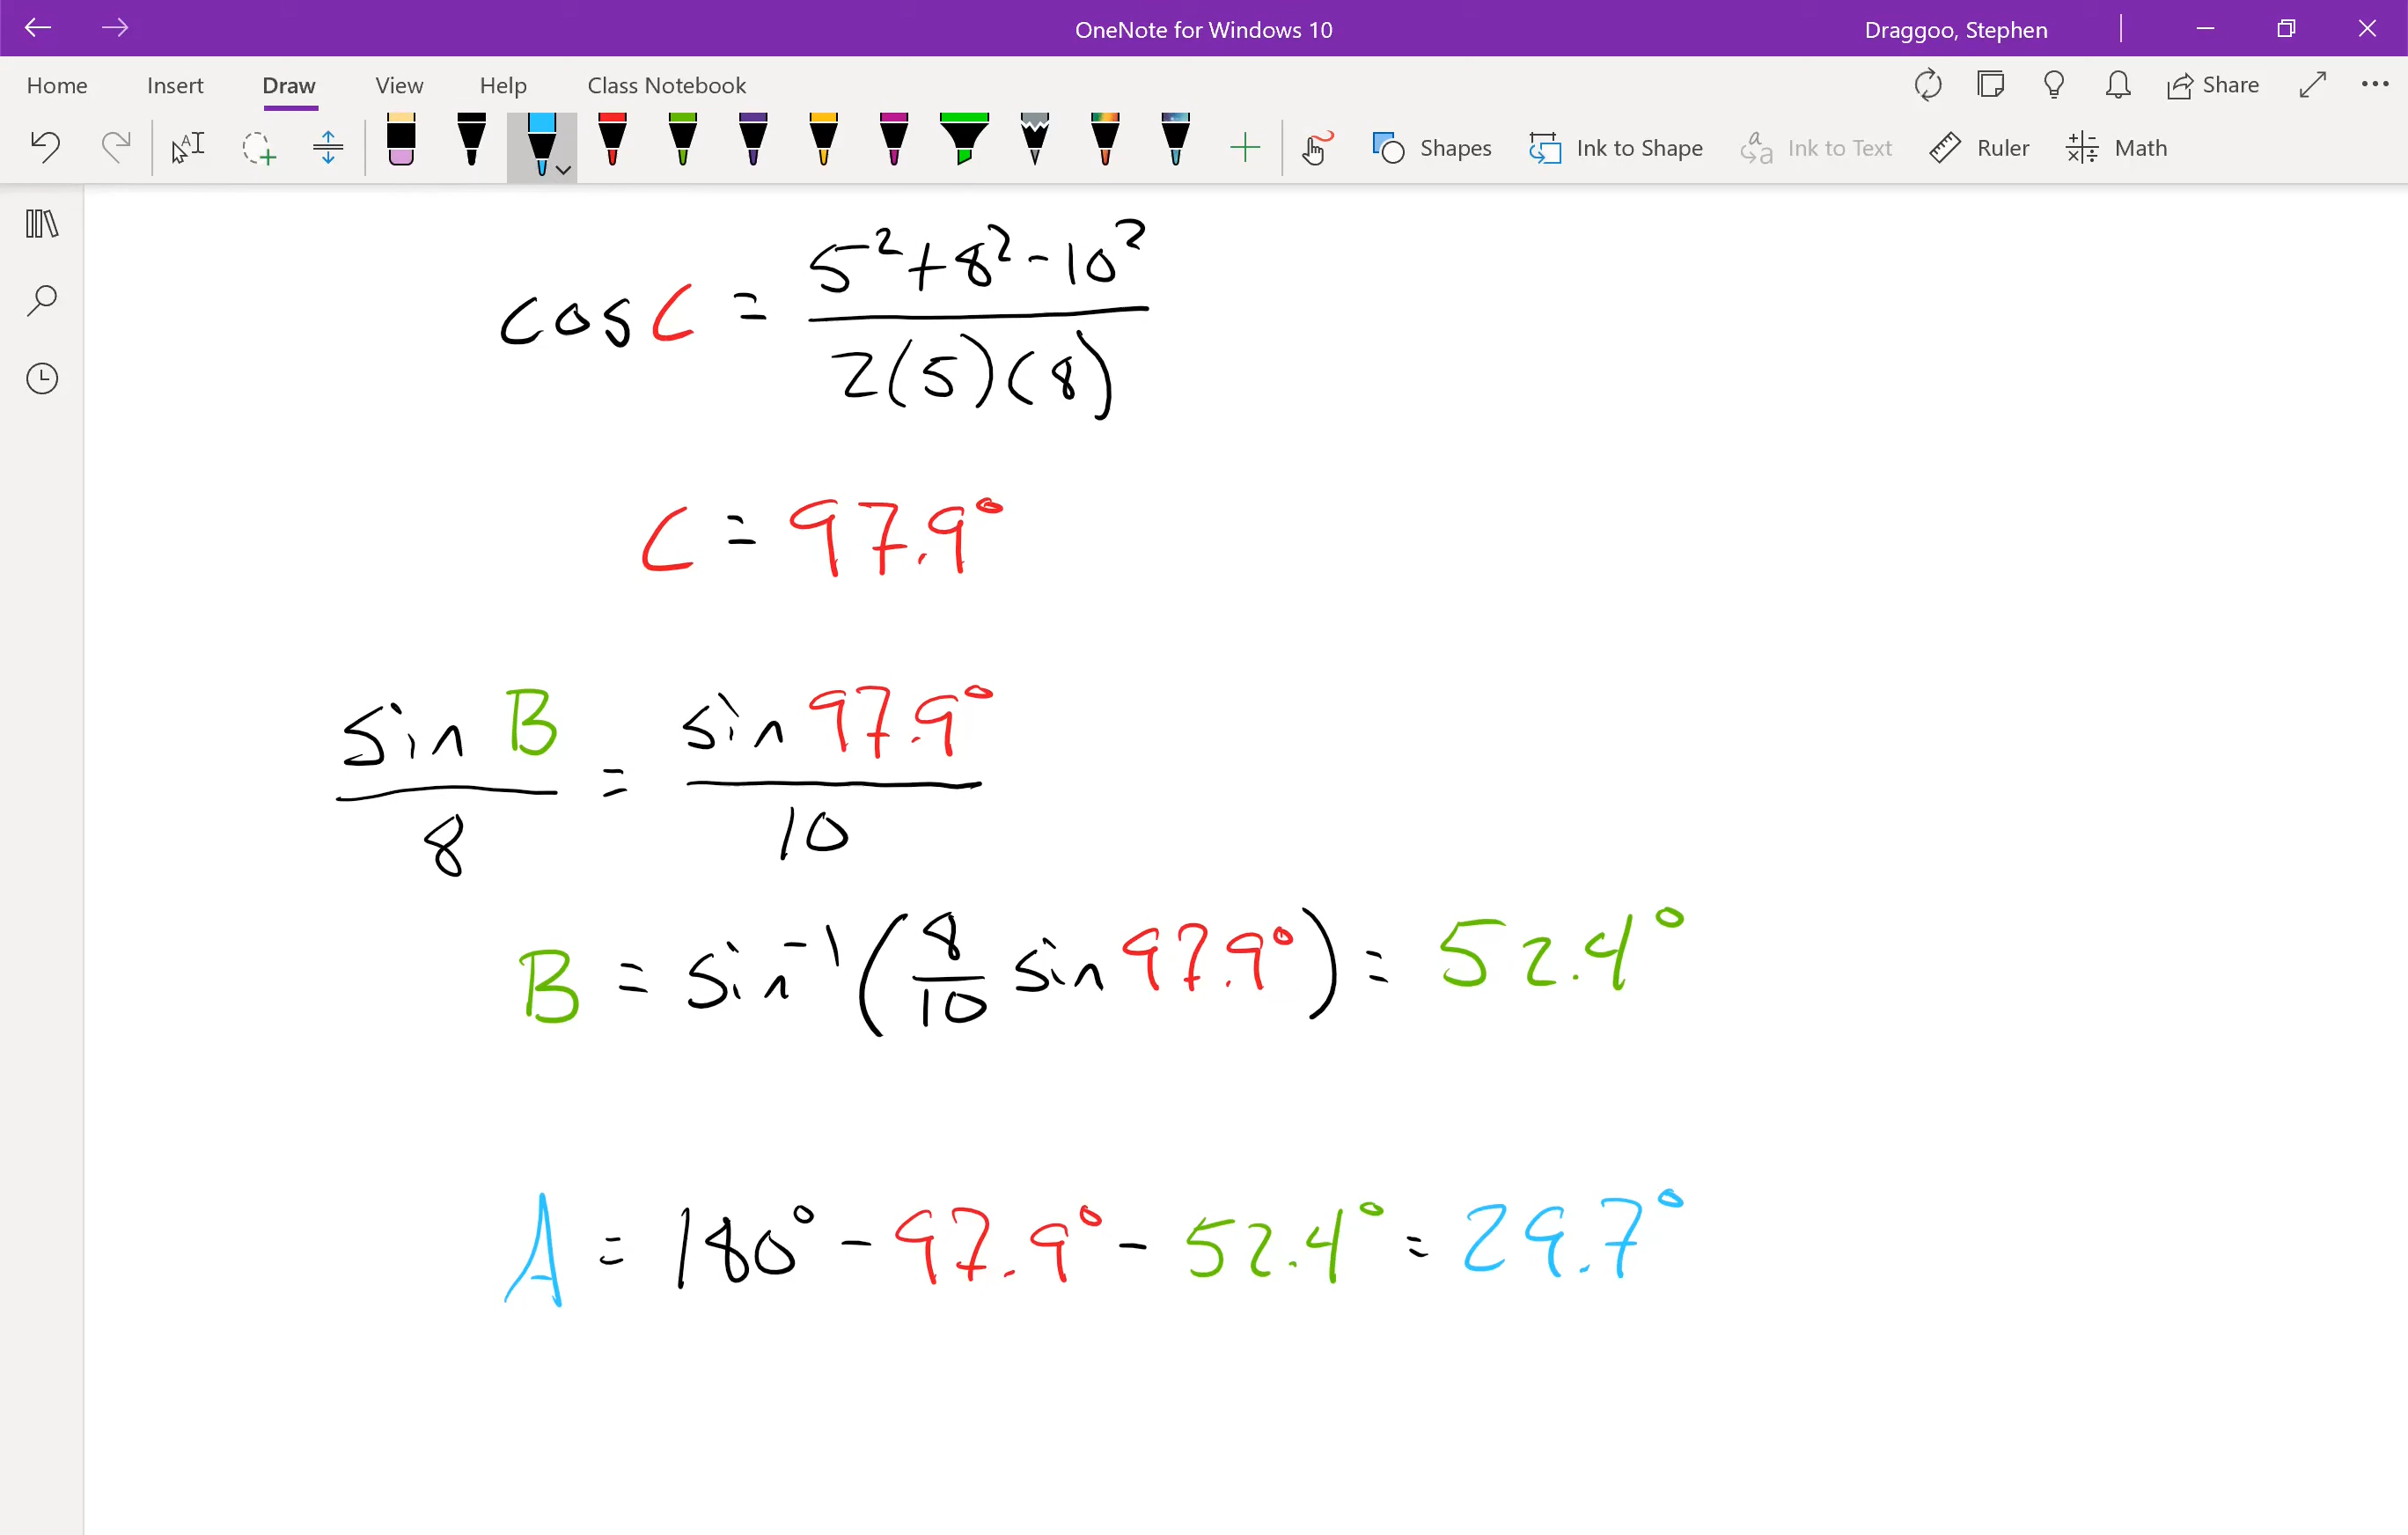 OneNote for Windows 10 Draggoo, Stephen
Home Insert Draw View Help Class Notebook Share
Shapes Ink to Shape Ink to Text Ruler Math
cos C = (5² + 8² - 10²) / (2(5)(8))
C = 97.9°
sin B / 8 = sin 97.9° / 10
B = sin⁻¹(8/10 sin 97.9°) = 52.4°
A = 180° - 97.9° - 52.4° = 29.7°